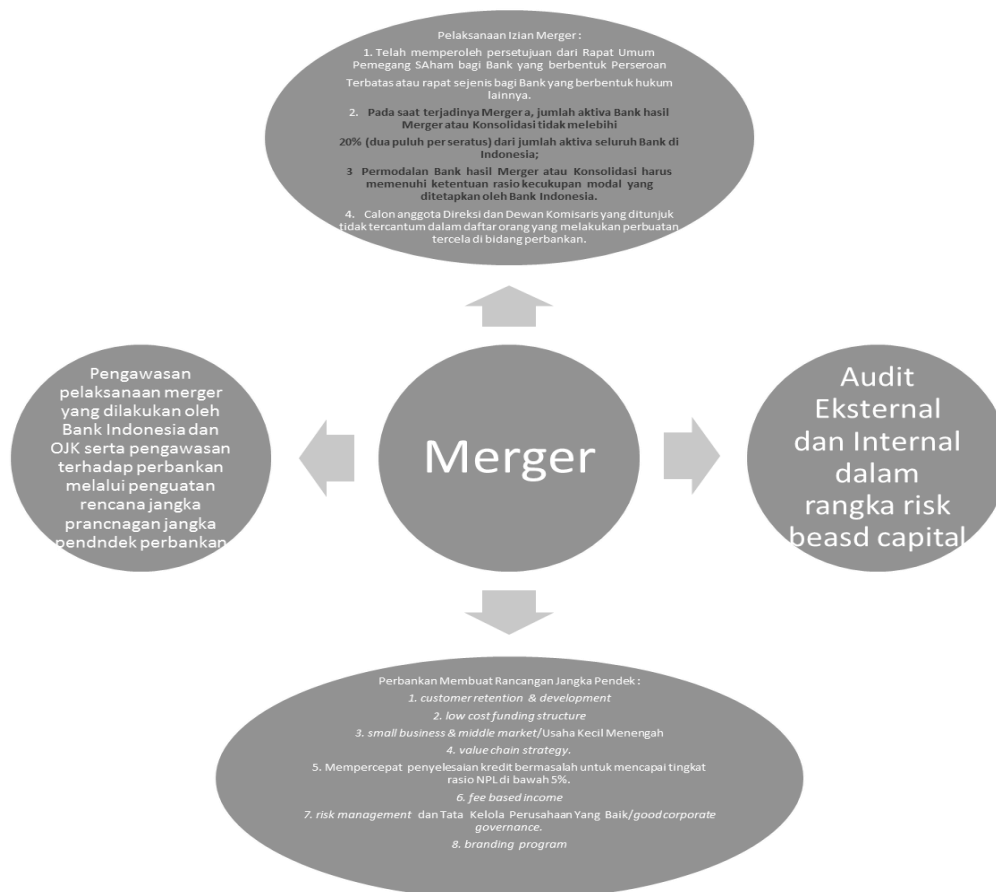 Pelaksanaan Izian Merger :
1. Telah memperoleh persetujuan dari Rapat Umum
Pemegang SAham bagi Bank yang berbentuk Perseroan
Terbatas atau rapat sejenis bagi Bank yang berbentuk hukum
lainnya.
2. Pada saat terjadinya Merger a, jumlah aktiva Bank hasil
Merger atau Konsolidasi tidak melebihi
20% (dua puluh per seratus) dari jumlah aktiva seluruh Bank di
Indonesia;
3 Permodalan Bank hasil Merger atau Konsolidasi harus
memenuhi ketentuan rasio kecukupan modal yang
ditetapkan oleh Bank Indonesia.
4. Calon anggota Direksi dan Dewan Komisaris yang ditunjuk
tidak tercantum dalam daftar orang yang melakukan perbuatan
tercela di bidang perbankan.
Pengawasan
pelaksanaan merger
yang dilakukan oleh
Bank Indonesia dan
OJK serta pengawasan
terhadap perbankan
melalui penguatan
rencana jangka
prancnagan jangka
pendndek perbankan
Merger
Audit
Eksternal
dan Internal
dalam
rangka risk
beasd capital
Perbankan Membuat Rancangan Jangka Pendek :
1. customer retention & development
2. low cost funding structure
3. small business & middle market/Usaha Kecil Menengah
4. value chain strategy.
5. Mempercepat penyelesaian kredit bermasalah untuk mencapai tingkat
rasio NPL di bawah 5%.
6. fee based income
7. risk management dan Tata Kelola Perusahaan Yang Baik/good corporate
governance.
8. branding program